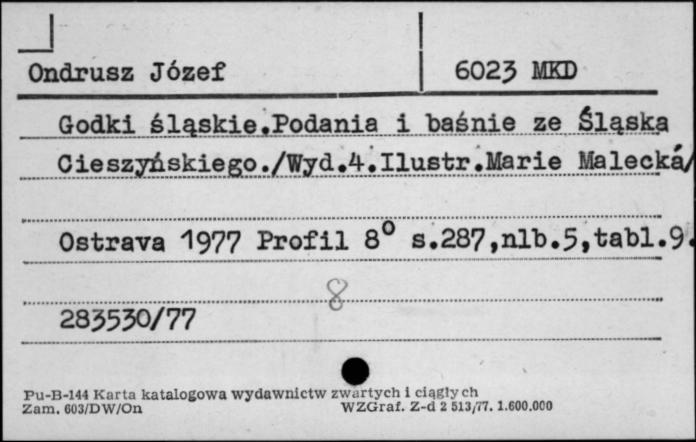 Ondrusz Józef 6023 MKD
Godki śląskie.Podania i baśnie ze Śląska
Cieszyńskiego./Wyd.4.Ilustr.Marie Malecká/
Ostrava 1977 Profil 8° s.287,nlb.5,tabl.9.
8
283530/77
Pu-B-144 Karta katalogowa wydawnictw zwartych i ciągłych
Zam. 603/DW/On WZGraf. Z-d 2 513/77. 1.600.000